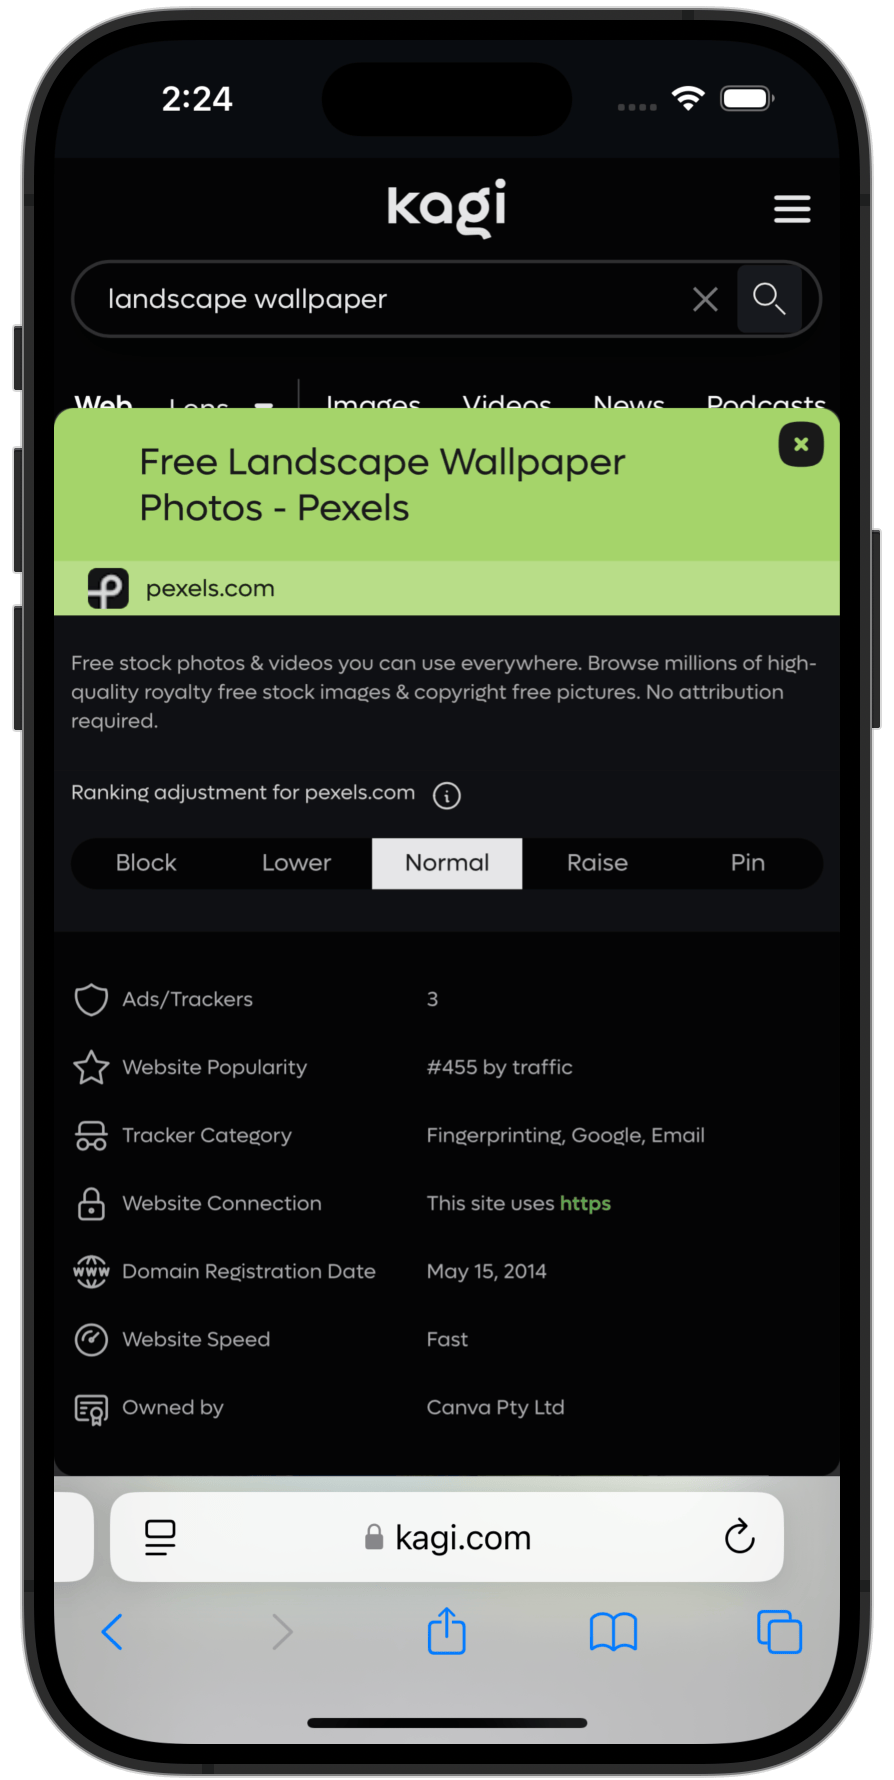 2:24
kagi
landscape wallpaper
Web Lens Images Videos News Podcasts
Free Landscape Wallpaper
Photos - Pexels
pexels.com
Free stock photos & videos you can use everywhere. Browse millions of high-
quality royalty free stock images & copyright free pictures. No attribution
required.
Ranking adjustment for pexels.com
Block Lower Normal Raise Pin
Ads/Trackers 3
Website Popularity #455 by traffic
Tracker Category Fingerprinting, Google, Email
Website Connection This site uses https
Domain Registration Date May 15, 2014
Website Speed Fast
Owned by Canva Pty Ltd
kagi.com